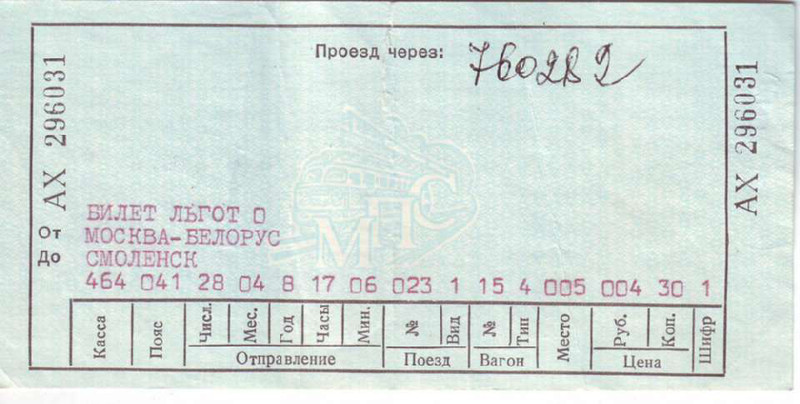 Проезд через: 760282
АХ 296031
АХ 296031
БИЛЕТ ЛЬГОТ О
От МОСКВА-БЕЛОРУС
До СМОЛЕНСК
464 041 28 04 8 17 06 023 1 15 4 005 004 30 1
Касса Пояс Числ. Мес. Год Часы Мин. № Вид № Тип Место Руб. Коп. Шифр
Отправление Поезд Вагон Цена
МПС